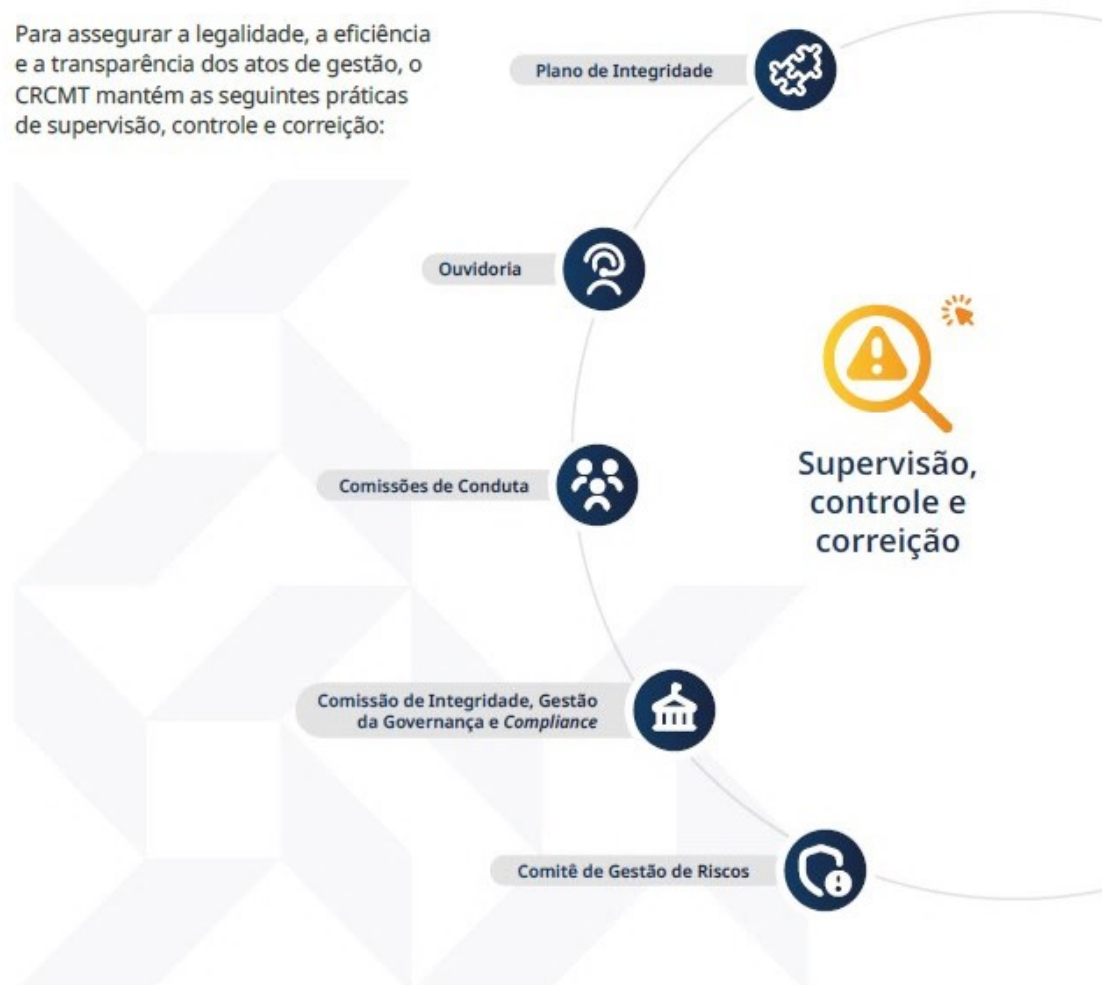 Para assegurar a legalidade, a eficiência
e a transparência dos atos de gestão, o
CRCMT mantém as seguintes práticas
de supervisão, controle e correição:
Plano de Integridade
Ouvidoria
Comissões de Conduta
Supervisão,
controle e
correição
Comissão de Integridade, Gestão
da Governança e Compliance
Comitê de Gestão de Riscos